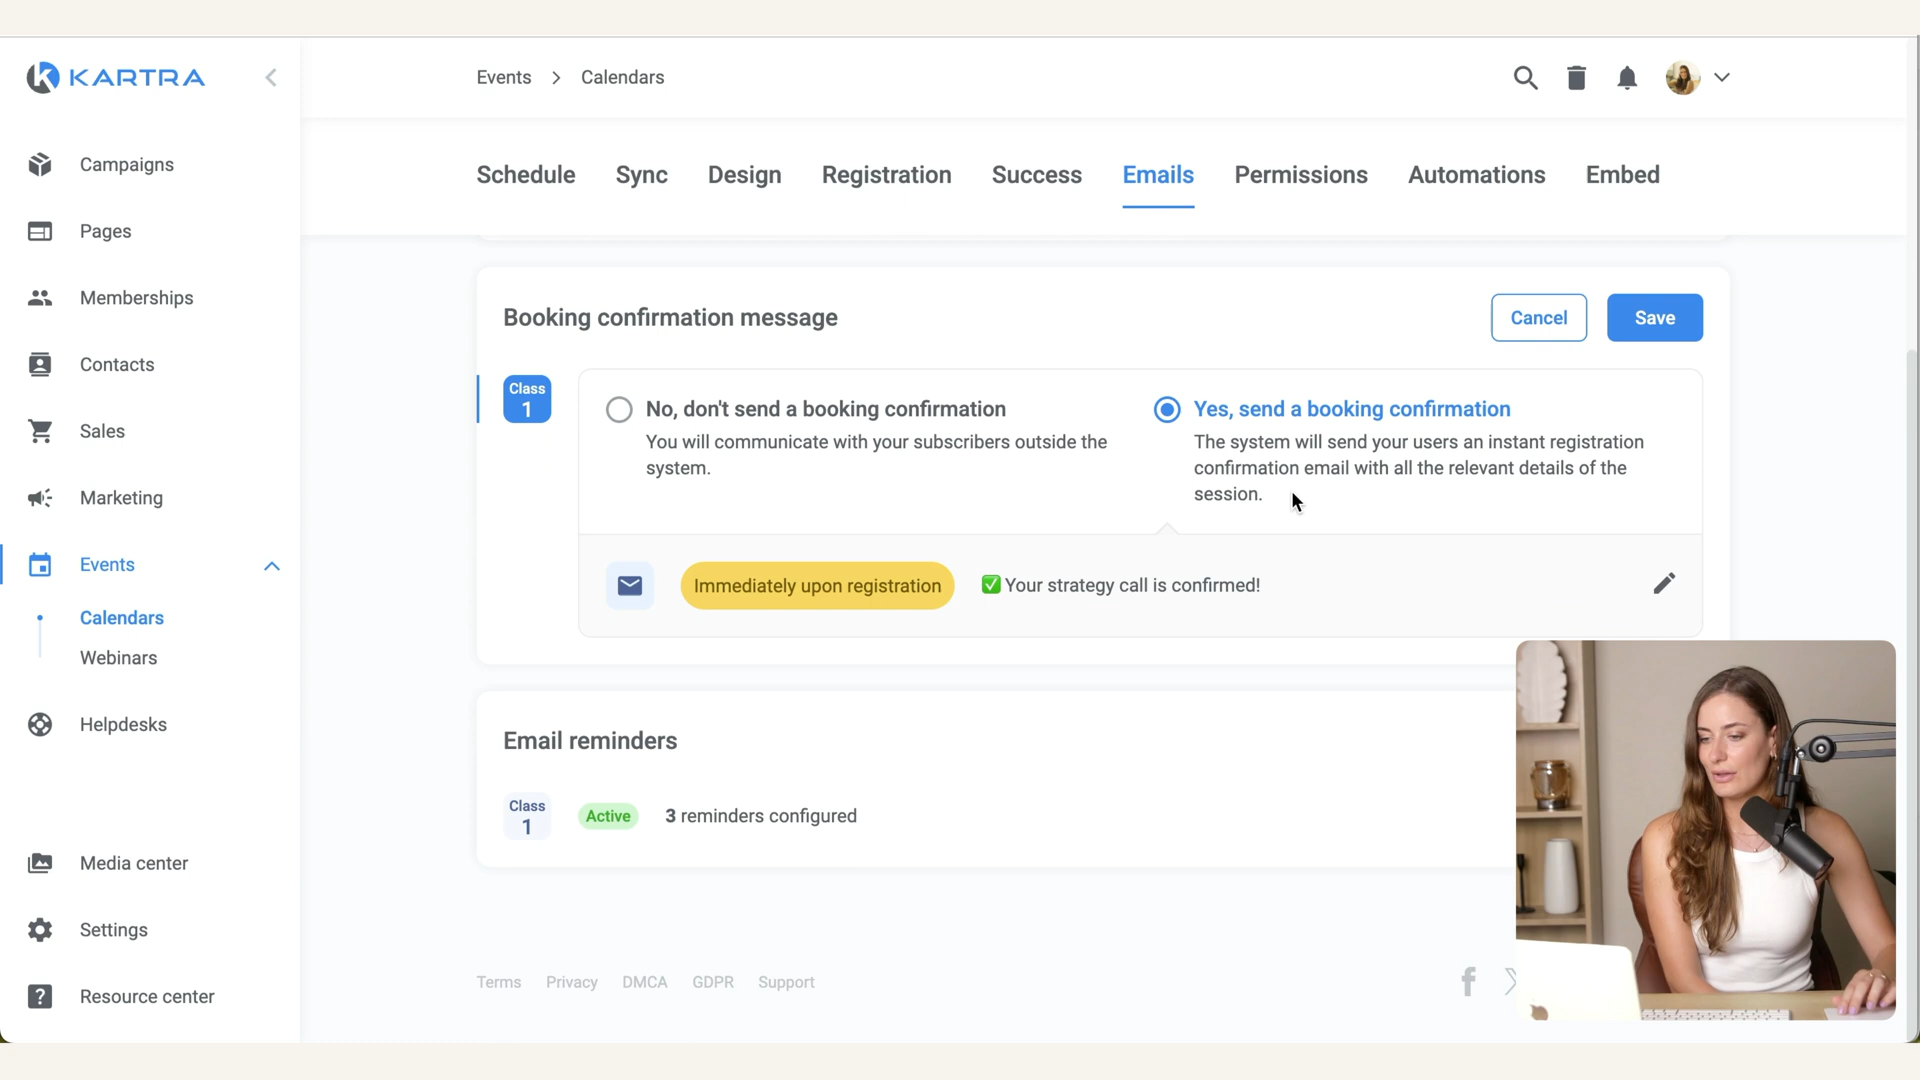 KARTRA
Events > Calendars
Campaigns
Pages
Memberships
Contacts
Sales
Marketing
Events
Calendars
Webinars
Helpdesks
Media center
Settings
Resource center
Schedule Sync Design Registration Success Emails Permissions Automations Embed
Booking confirmation message
Cancel Save
Class
1
No, don't send a booking confirmation
You will communicate with your subscribers outside the
system.
Yes, send a booking confirmation
The system will send your users an instant registration
confirmation email with all the relevant details of the
session.
Immediately upon registration ✅ Your strategy call is confirmed!
Email reminders
Class
1
Active 3 reminders configured
Terms Privacy DMCA GDPR Support